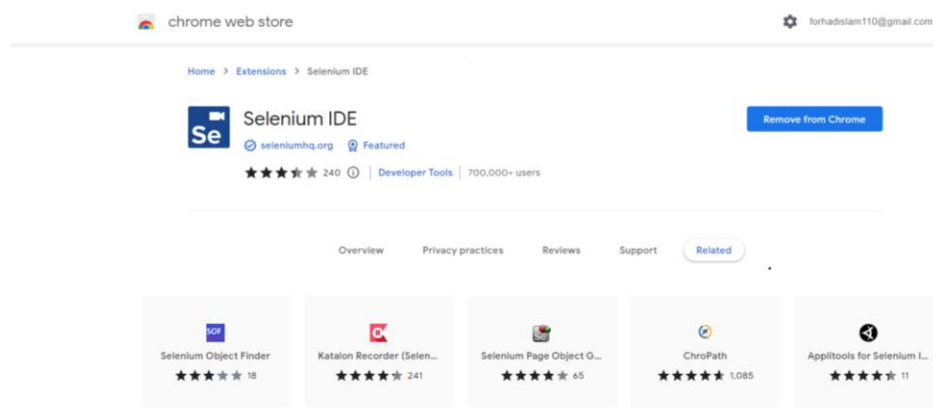 chrome web store
forhadislam110@gmail.com
Home > Extensions > Selenium IDE
Se
Selenium IDE
Remove from Chrome
seleniumhq.org Featured
240 Developer Tools 700,000+ users
Overview Privacy practices Reviews Support Related
SOF
Selenium Object Finder Katalon Recorder (Selen... Selenium Page Object G... ChroPath Applitools for Selenium I...
18 241 65 1,085 11